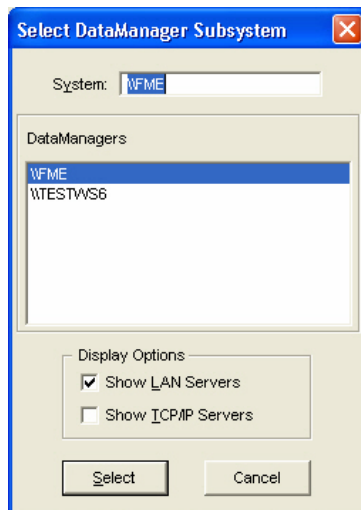 Select DataManager Subsystem
System: \\FME
DataManagers
\\FME
\\TESTWS6
Display Options
Show LAN Servers
Show TCP/IP Servers
Select Cancel